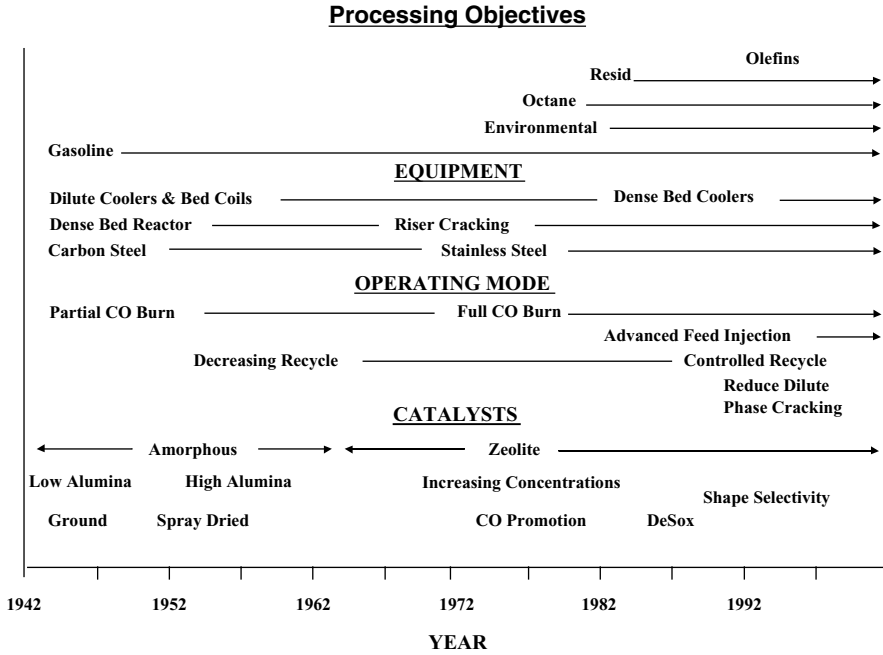 Processing Objectives
Olefins
Resid
Octane
Environmental
Gasoline
EQUIPMENT
Dilute Coolers & Bed Coils Dense Bed Coolers
Dense Bed Reactor Riser Cracking
Carbon Steel Stainless Steel
OPERATING MODE
Partial CO Burn Full CO Burn
Advanced Feed Injection
Decreasing Recycle Controlled Recycle
Reduce Dilute
Phase Cracking
CATALYSTS
Amorphous Zeolite
Low Alumina High Alumina Increasing Concentrations
Shape Selectivity
Ground Spray Dried CO Promotion DeSox
1942 1952 1962 1972 1982 1992
YEAR